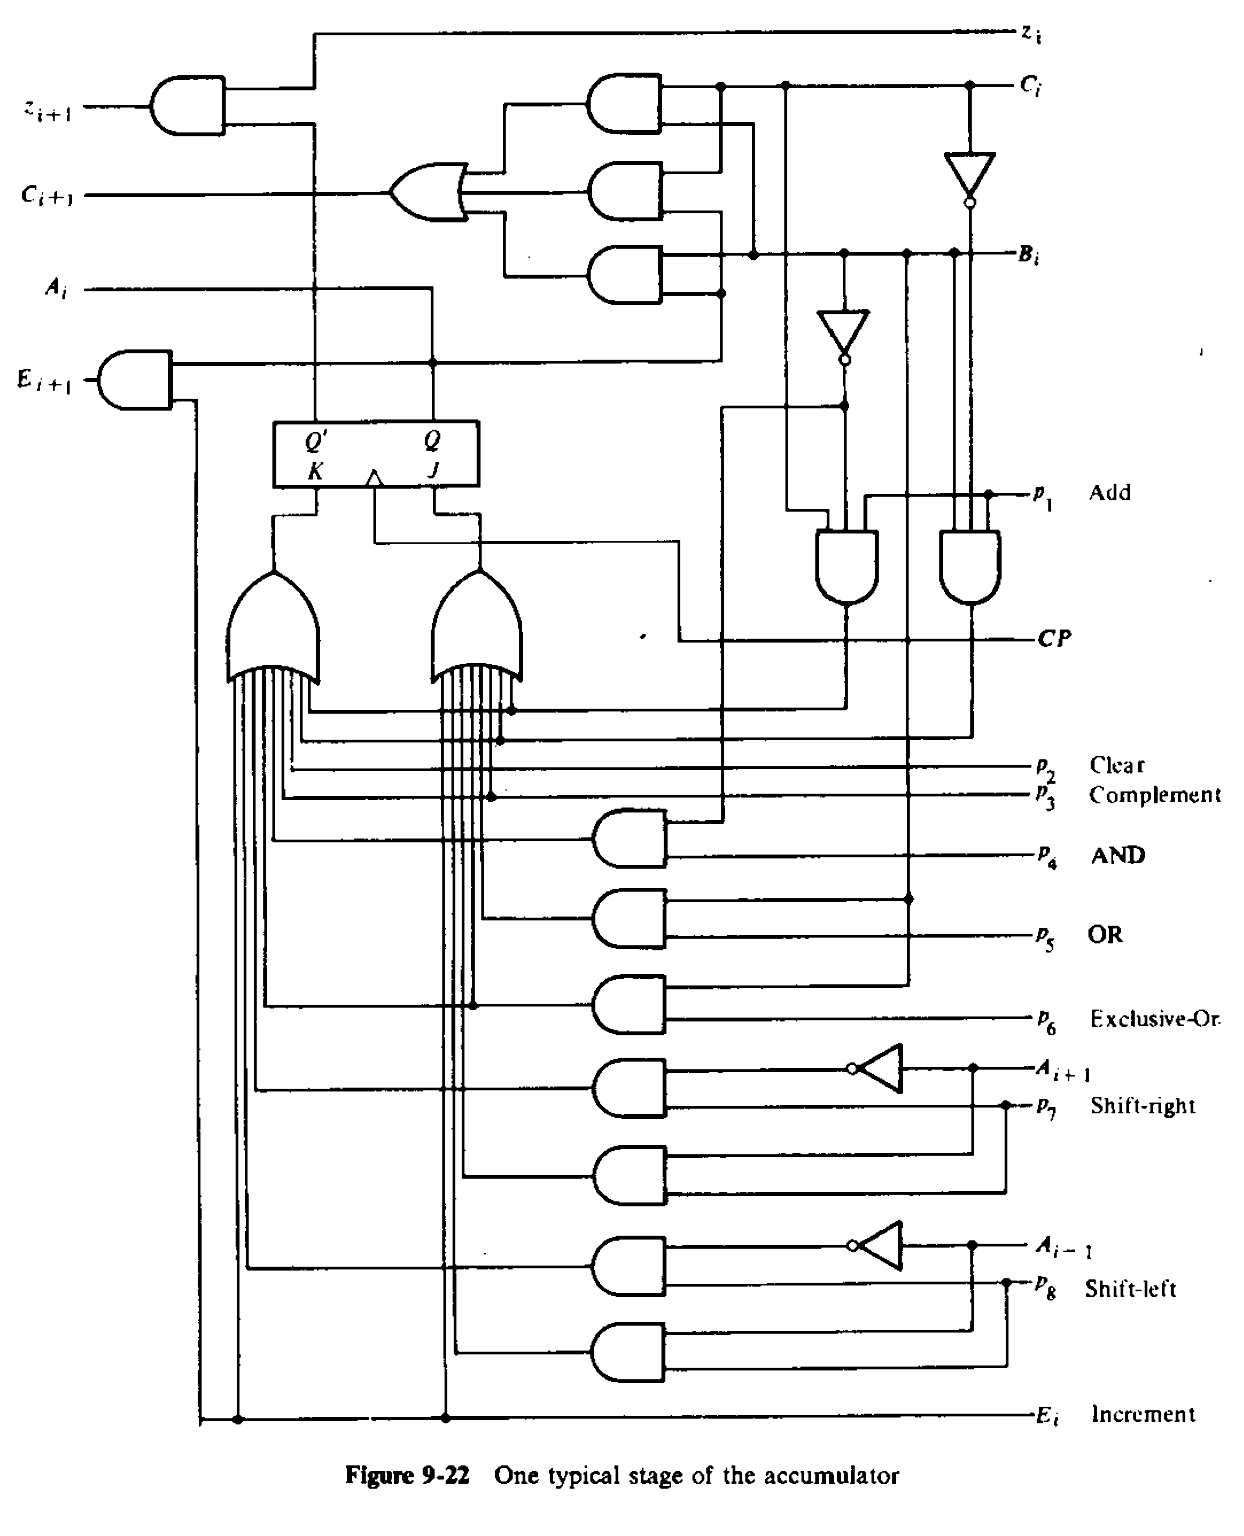 z_i
C_i
z_{i+1}
C_{i+1}
B_i
A_i
E_{i+1}
Q' Q
K J
p_1 Add
CP
p_2 Clear
p_3 Complement
p_4 AND
p_5 OR
p_6 Exclusive-Or
A_{i+1}
p_7 Shift-right
A_{i-1}
p_8 Shift-left
E_i Increment
Figure 9-22 One typical stage of the accumulator